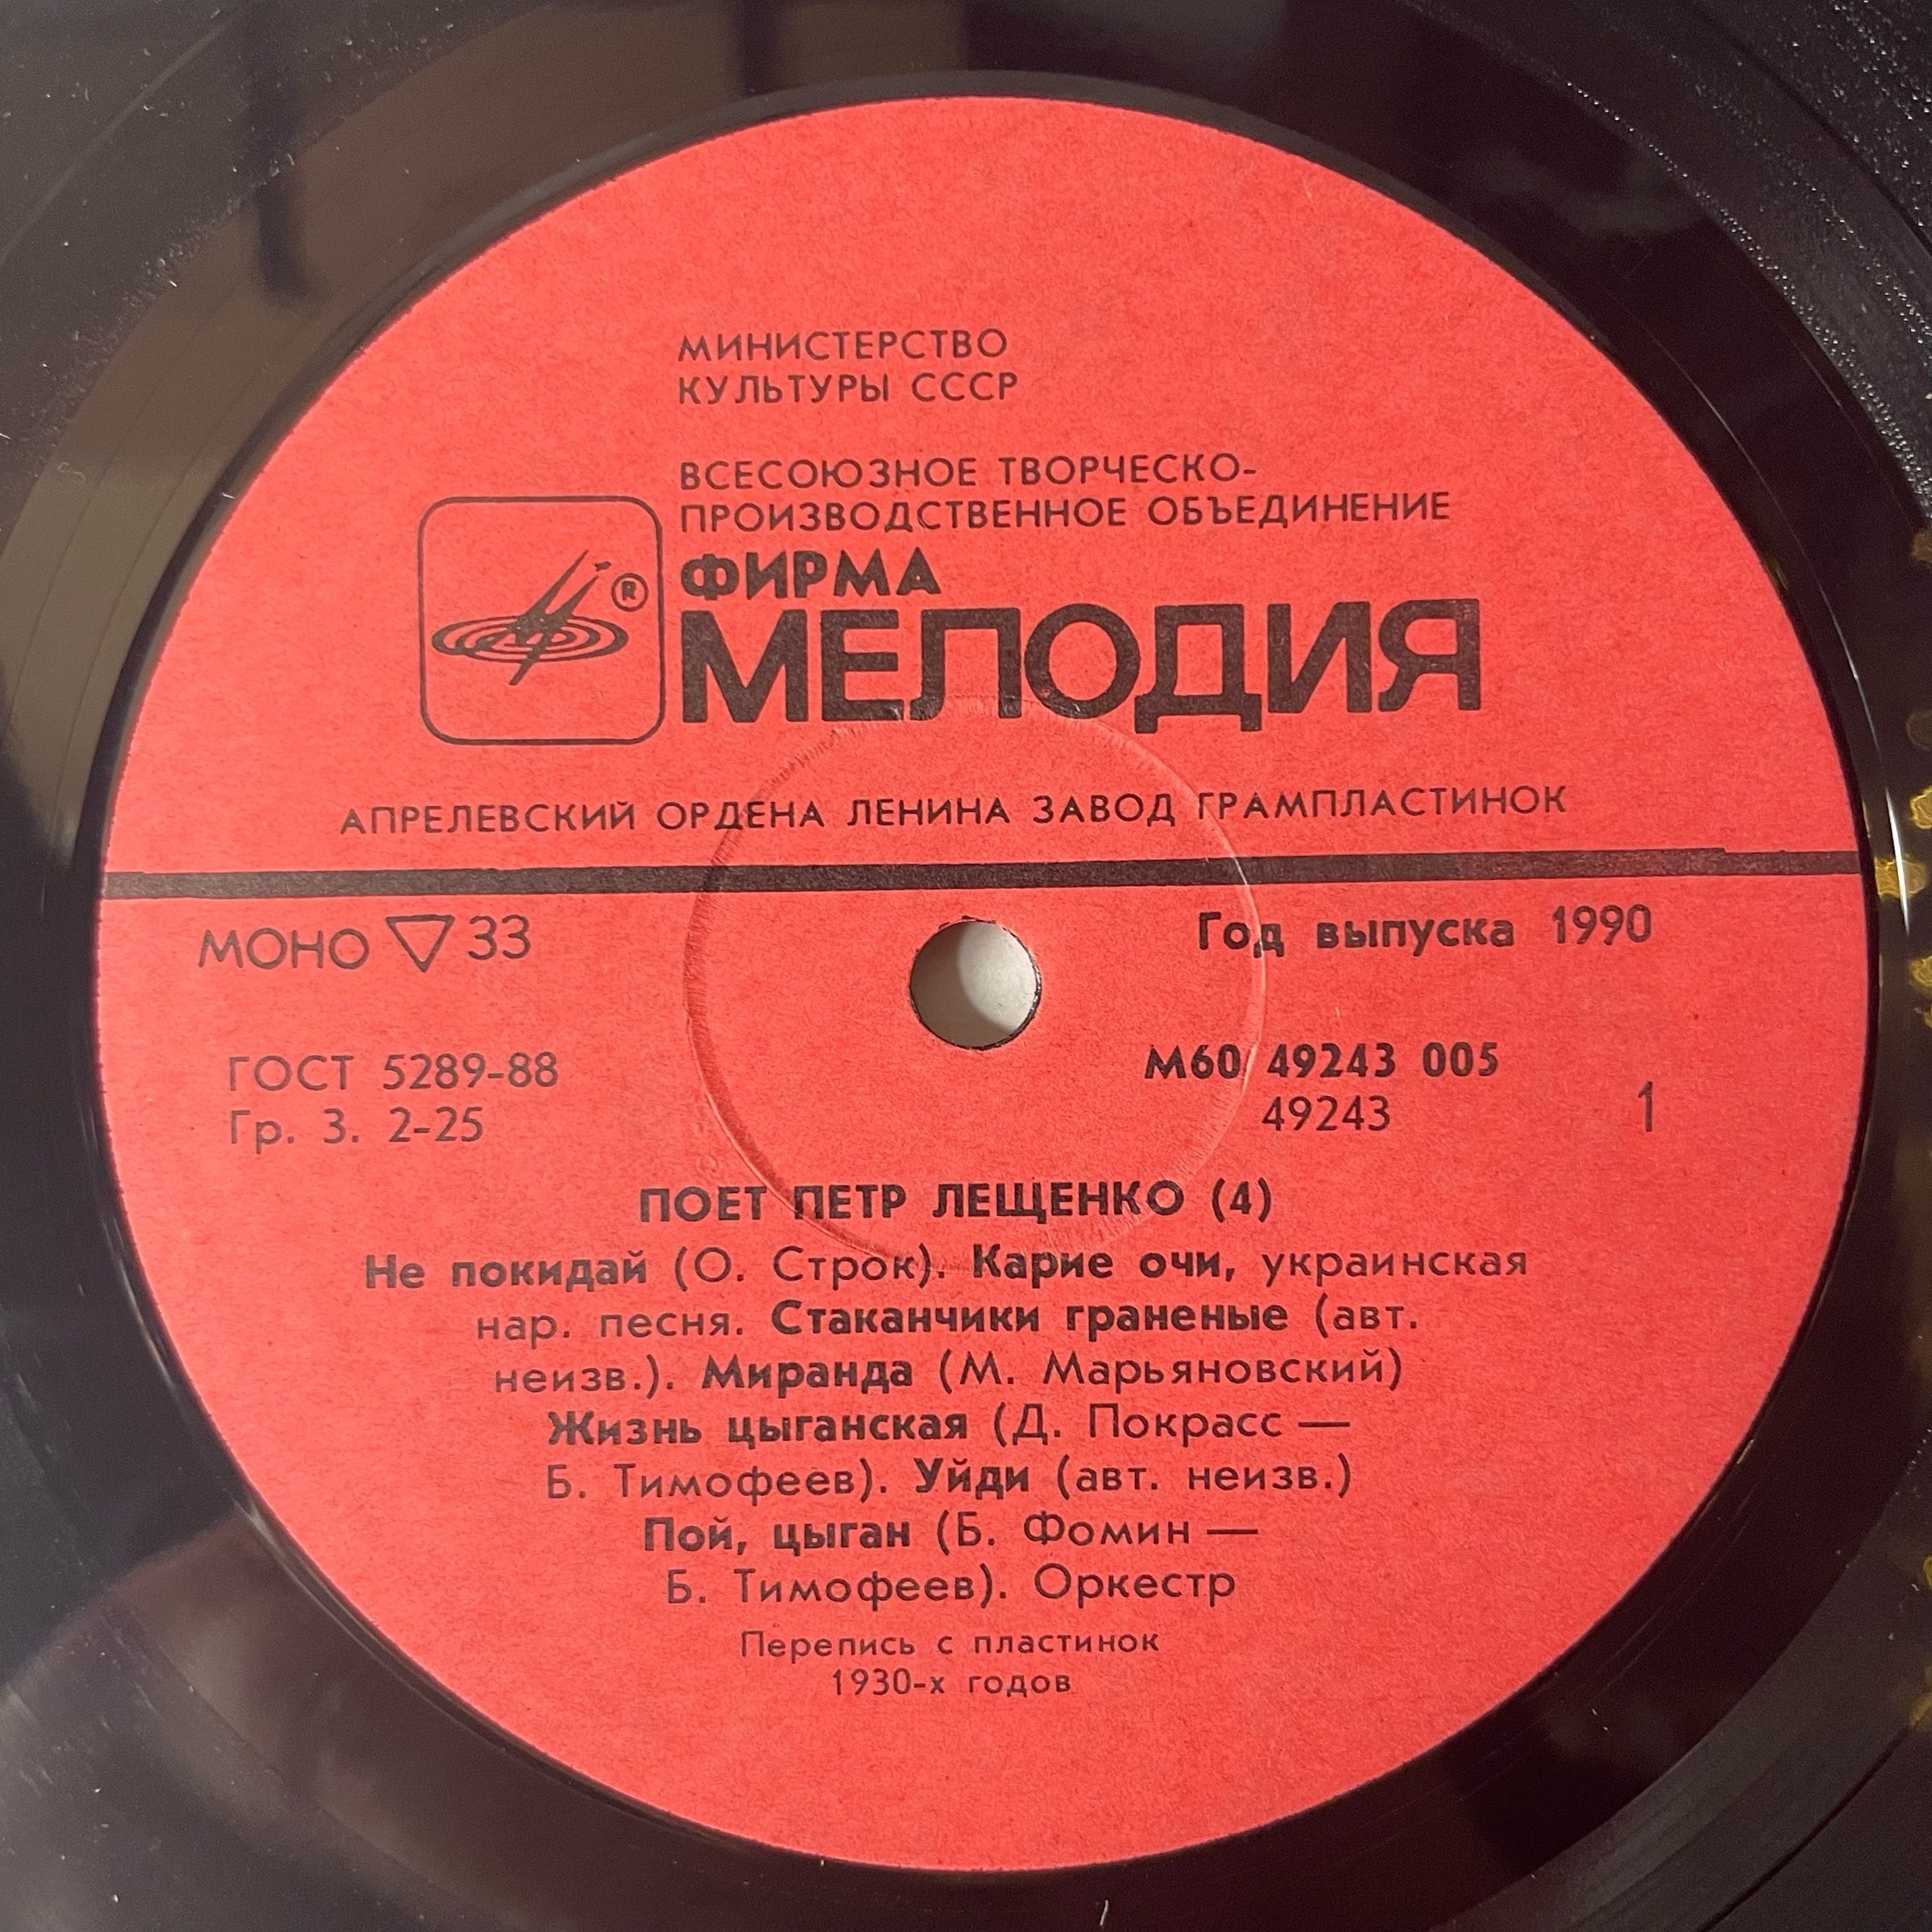 МИНИСТЕРСТВО
КУЛЬТУРЫ СССР
ВСЕСОЮЗНОЕ ТВОРЧЕСКО-
ПРОИЗВОДСТВЕННОЕ ОБЪЕДИНЕНИЕ
ФИРМА
®
МЕЛОДИЯ
АПРЕЛЕВСКИЙ ОРДЕНА ЛЕНИНА ЗАВОД ГРАМПЛАСТИНОК
МОНО ▽ 33
Год выпуска 1990
ГОСТ 5289-88
Гр. 3. 2-25
М60 49243 005
49243
1
ПОЕТ ПЕТР ЛЕЩЕНКО (4)
Не покидай (О. Строк). Карие очи, украинская
нар. песня. Стаканчики граненые (авт.
неизв.). Миранда (М. Марьяновский)
Жизнь цыганская (Д. Покрасс —
Б. Тимофеев). Уйди (авт. неизв.)
Пой, цыган (Б. Фомин —
Б. Тимофеев). Оркестр
Перепись с пластинок
1930-х годов